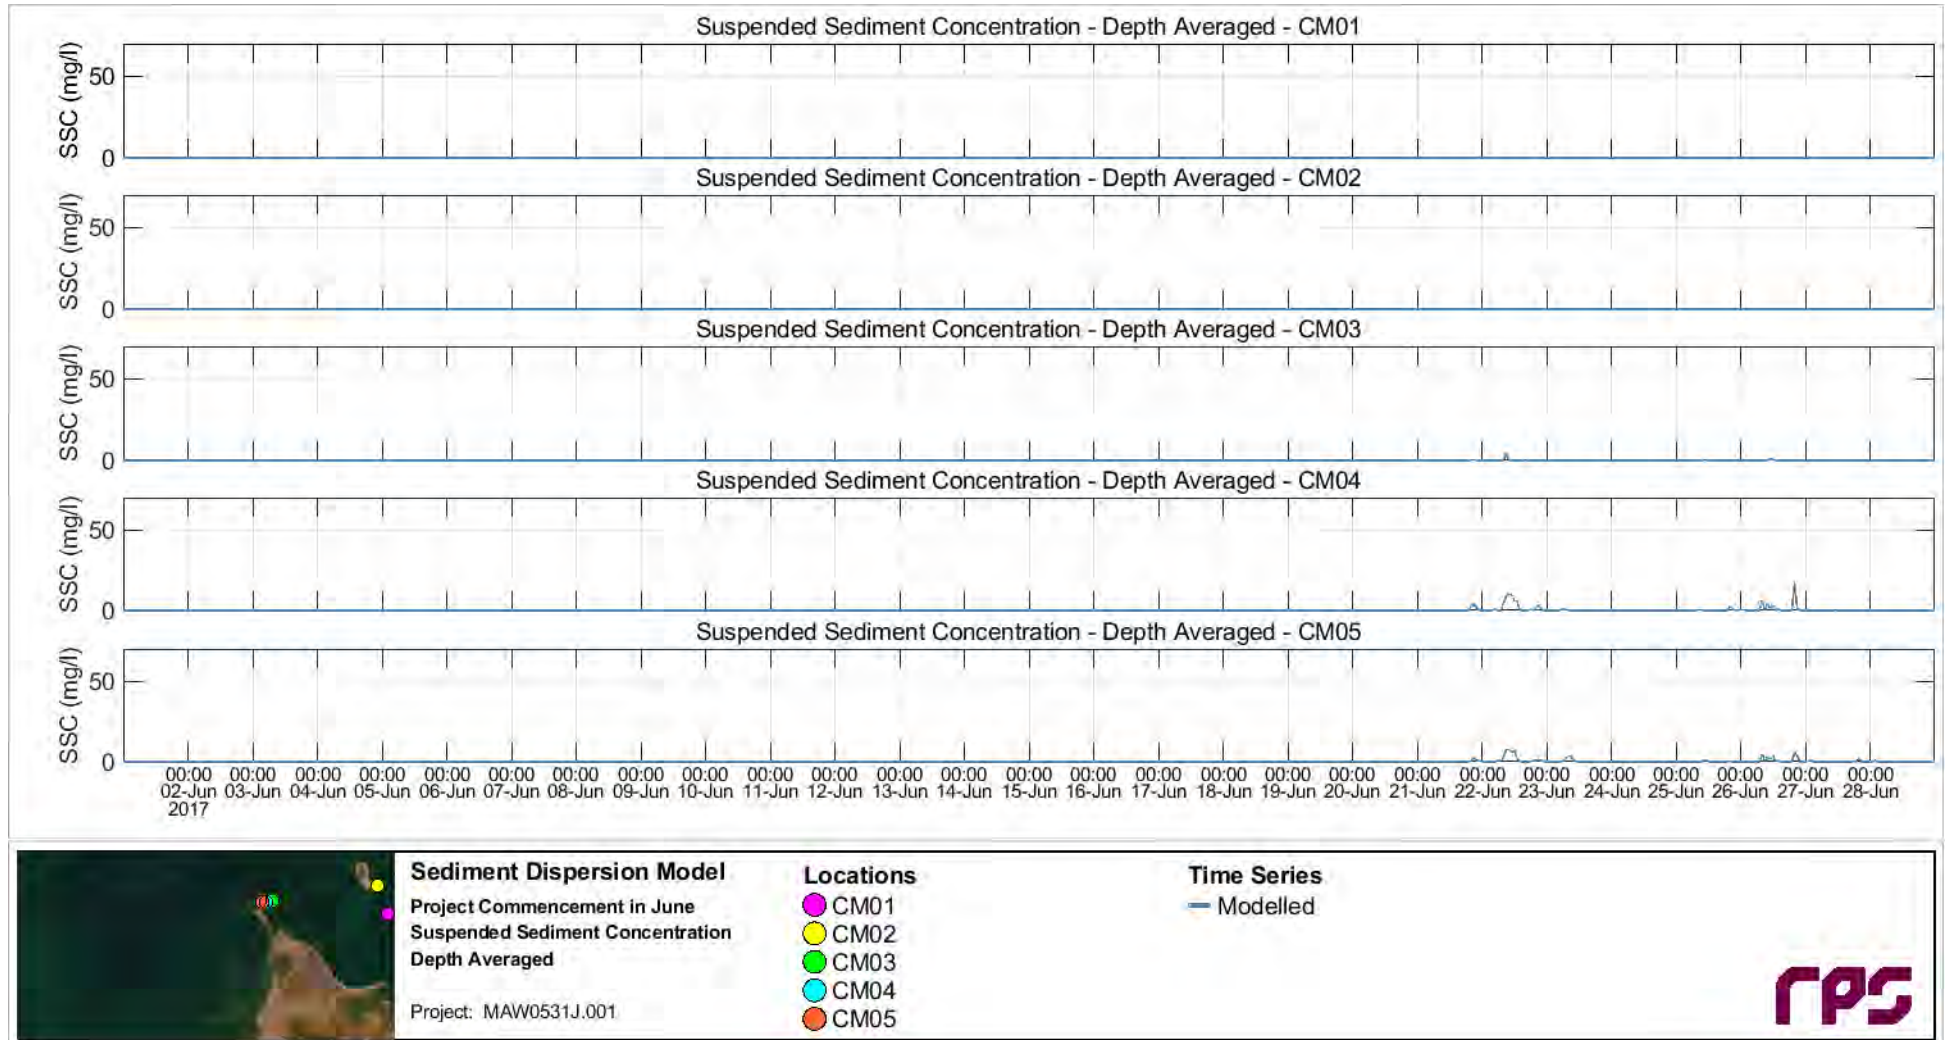 Suspended Sediment Concentration - Depth Averaged - CM01
SSC (mg/l)
50
0
Suspended Sediment Concentration - Depth Averaged - CM02
SSC (mg/l)
50
0
Suspended Sediment Concentration - Depth Averaged - CM03
SSC (mg/l)
50
0
Suspended Sediment Concentration - Depth Averaged - CM04
SSC (mg/l)
50
0
Suspended Sediment Concentration - Depth Averaged - CM05
SSC (mg/l)
50
0
00:00 00:00 00:00 00:00 00:00 00:00 00:00 00:00 00:00 00:00 00:00 00:00 00:00 00:00 00:00 00:00 00:00 00:00 00:00 00:00 00:00 00:00 00:00 00:00 00:00 00:00 00:00
02-Jun 03-Jun 04-Jun 05-Jun 06-Jun 07-Jun 08-Jun 09-Jun 10-Jun 11-Jun 12-Jun 13-Jun 14-Jun 15-Jun 16-Jun 17-Jun 18-Jun 19-Jun 20-Jun 21-Jun 22-Jun 23-Jun 24-Jun 25-Jun 26-Jun 27-Jun 28-Jun
2017
Sediment Dispersion Model
Project Commencement in June
Suspended Sediment Concentration
Depth Averaged
Project: MAW0531J.001
Locations
CM01
CM02
CM03
CM04
CM05
Time Series
Modelled
rps